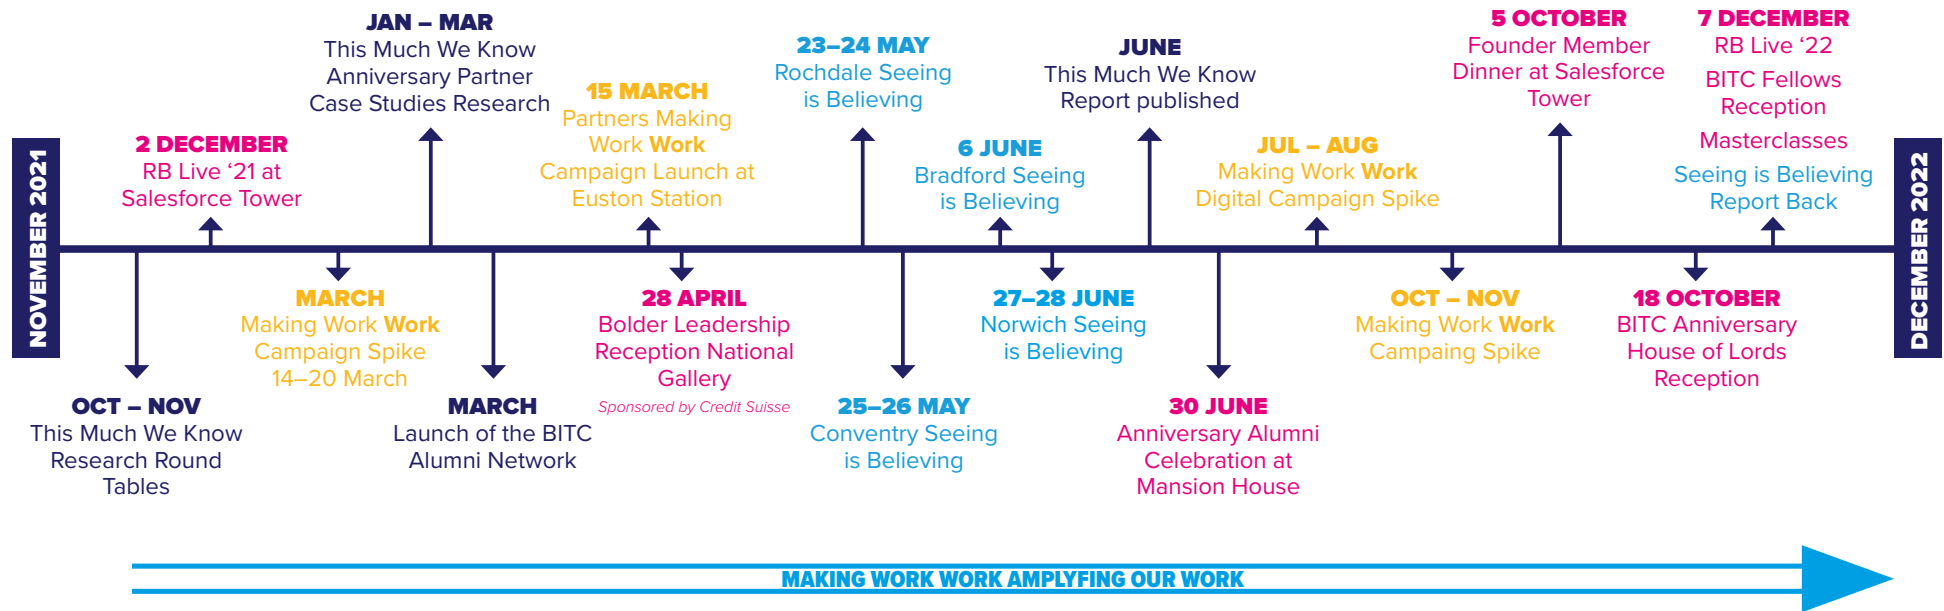 NOVEMBER 2021
OCT – NOV
This Much We Know
Research Round
Tables
2 DECEMBER
RB Live ‘21 at
Salesforce Tower
MARCH
Making Work Work
Campaign Spike
14–20 March
JAN – MAR
This Much We Know
Anniversary Partner
Case Studies Research
MARCH
Launch of the BITC
Alumni Network
15 MARCH
Partners Making
Work Work
Campaign Launch at
Euston Station
28 APRIL
Bolder Leadership
Reception National
Gallery
Sponsored by Credit Suisse
23–24 MAY
Rochdale Seeing
is Believing
25–26 MAY
Conventry Seeing
is Believing
6 JUNE
Bradford Seeing
is Believing
27–28 JUNE
Norwich Seeing
is Believing
JUNE
This Much We Know
Report published
30 JUNE
Anniversary Alumni
Celebration at
Mansion House
JUL – AUG
Making Work Work
Digital Campaign Spike
OCT – NOV
Making Work Work
Campaing Spike
5 OCTOBER
Founder Member
Dinner at Salesforce
Tower
18 OCTOBER
BITC Anniversary
House of Lords
Reception
7 DECEMBER
RB Live ‘22
BITC Fellows
Reception
Masterclasses
Seeing is Believing
Report Back
DECEMBER 2022
MAKING WORK WORK AMPLYFING OUR WORK